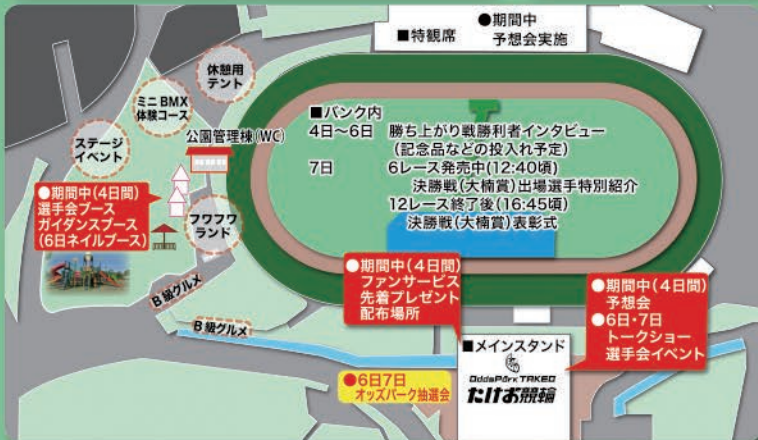 ■特観席
●期間中
予想会実施
休憩用
テント
ミニBMX
体験コース
ステージ
イベント
公園管理棟(WC)
■バンク内
4日～6日 勝ち上がり戦勝利者インタビュー
(記念品などの投入れ予定)
7日 6レース発売中(12:40頃)
決勝戦(大楠賞)出場選手特別紹介
12レース終了後(16:45頃)
決勝戦(大楠賞)表彰式
●期間中(4日間)
選手会ブース
ガイダンスブース
(6日ネイルブース)
フワフワ
ランド
B級グルメ
B級グルメ
●期間中(4日間)
ファンサービス
先着プレゼント
配布場所
●期間中(4日間)
予想会
●6日・7日
トークショー
選手会イベント
■メインスタンド
OddsPark TAKEO
たけお競輪
●6日7日
オッズパーク抽選会